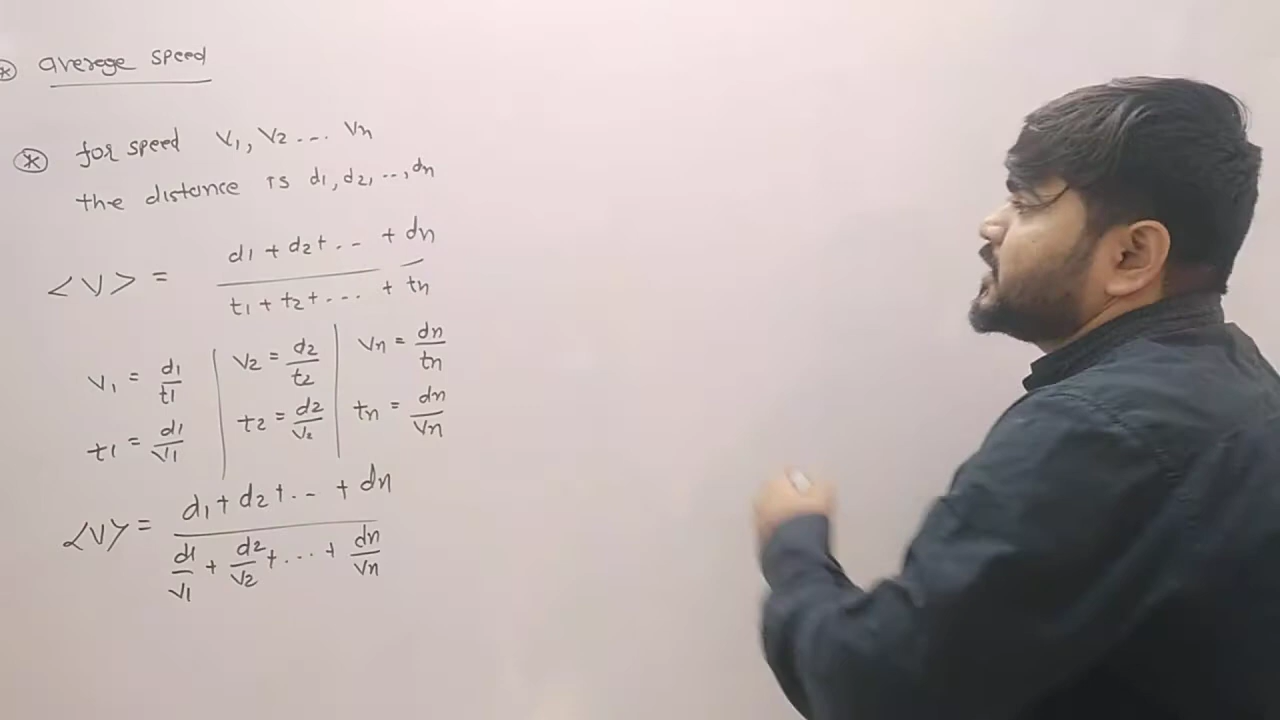 * average speed
* for speed v1, v2 .... vn
the distance is d1, d2, ..., dn
<v> = (d1 + d2 + ... + dn) / (t1 + t2 + ... + tn)
v1 = d1/t1 | v2 = d2/t2 | vn = dn/tn
t1 = d1/v1 | t2 = d2/v2 | tn = dn/vn
<v> = (d1 + d2 + ... + dn) / (d1/v1 + d2/v2 + ... + dn/vn)